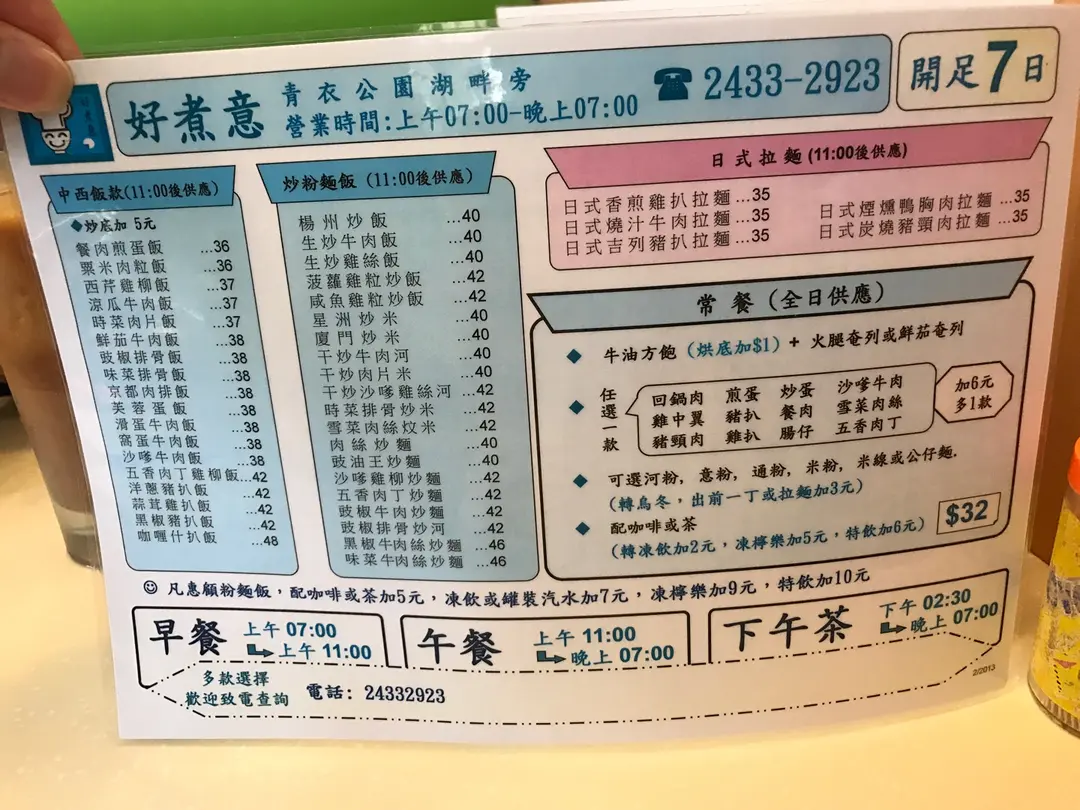 好煮意
青衣公園湖畔旁
營業時間:上午07:00-晚上07:00
☎ 2433-2923
開足7日
中西飯款(11:00後供應)
◆炒底加 5元
餐肉煎蛋飯 ...36
粟米肉粒飯 ...36
西芹雞柳飯 ...37
涼瓜牛肉飯 ...37
時菜肉片飯 ...37
鮮茄牛肉飯 ...38
豉椒排骨飯 ...38
味菜排骨飯 ...38
京都肉排飯 ...38
芙蓉蛋飯 ...38
滑蛋牛肉飯 ...38
窩蛋牛肉飯 ...38
沙嗲牛肉飯 ...38
五香肉丁雞柳飯...42
洋蔥豬扒飯 ...42
蒜茸雞扒飯 ...42
黑椒豬扒飯 ...42
咖喱什扒飯 ...48
炒粉麵飯 (11:00後供應)
楊州炒飯 ...40
生炒牛肉飯 ...40
生炒雞絲飯 ...40
菠蘿雞粒炒飯 ...42
咸魚雞粒炒飯 ...42
星洲炒米 ...40
廈門炒米 ...40
干炒牛肉河 ...40
干炒肉片米 ...40
干炒沙嗲雞絲河 ...42
時菜排骨炒米 ...42
雪菜肉絲炆米 ...42
肉絲炒麵 ...40
豉油王炒麵 ...40
沙嗲雞柳炒麵 ...42
五香肉丁炒麵 ...42
豉椒牛肉炒麵 ...42
豉椒排骨炒河 ...42
黑椒牛肉絲炒麵 ...46
味菜牛肉絲炒麵 ...46
日式拉麵(11:00後供應)
日式香煎雞扒拉麵 ...35
日式燒汁牛肉拉麵 ...35
日式吉列豬扒拉麵 ...35
日式煙燻鴨胸肉拉麵 ...35
日式炭燒豬頸肉拉麵 ...35
常餐(全日供應)
◆ 牛油方飽(烘底加$1) + 火腿奄列或鮮茄奄列
◆ 任選一款
回鍋肉 煎蛋 炒蛋 沙嗲牛肉
雞中翼 豬扒 餐肉 雪菜肉絲
豬頸肉 雞扒 腸仔 五香肉丁
加6元
多1款
◆ 可選河粉，意粉，通粉，米粉，米線或公仔麵.
(轉烏冬，出前一丁或拉麵加3元)
◆ 配咖啡或茶
(轉凍飲加2元，凍檸樂加5元，特飲加6元)
$32
☺ 凡惠顧粉麵飯，配咖啡或茶加5元，凍飲或罐裝汽水加7元，凍檸樂加9元，特飲加10元
早餐 上午 07:00
上午 11:00
午餐 上午 11:00
晚上 07:00
下午茶 下午 02:30
晚上 07:00
多款選擇
歡迎致電查詢
電話: 24332923
2/2013